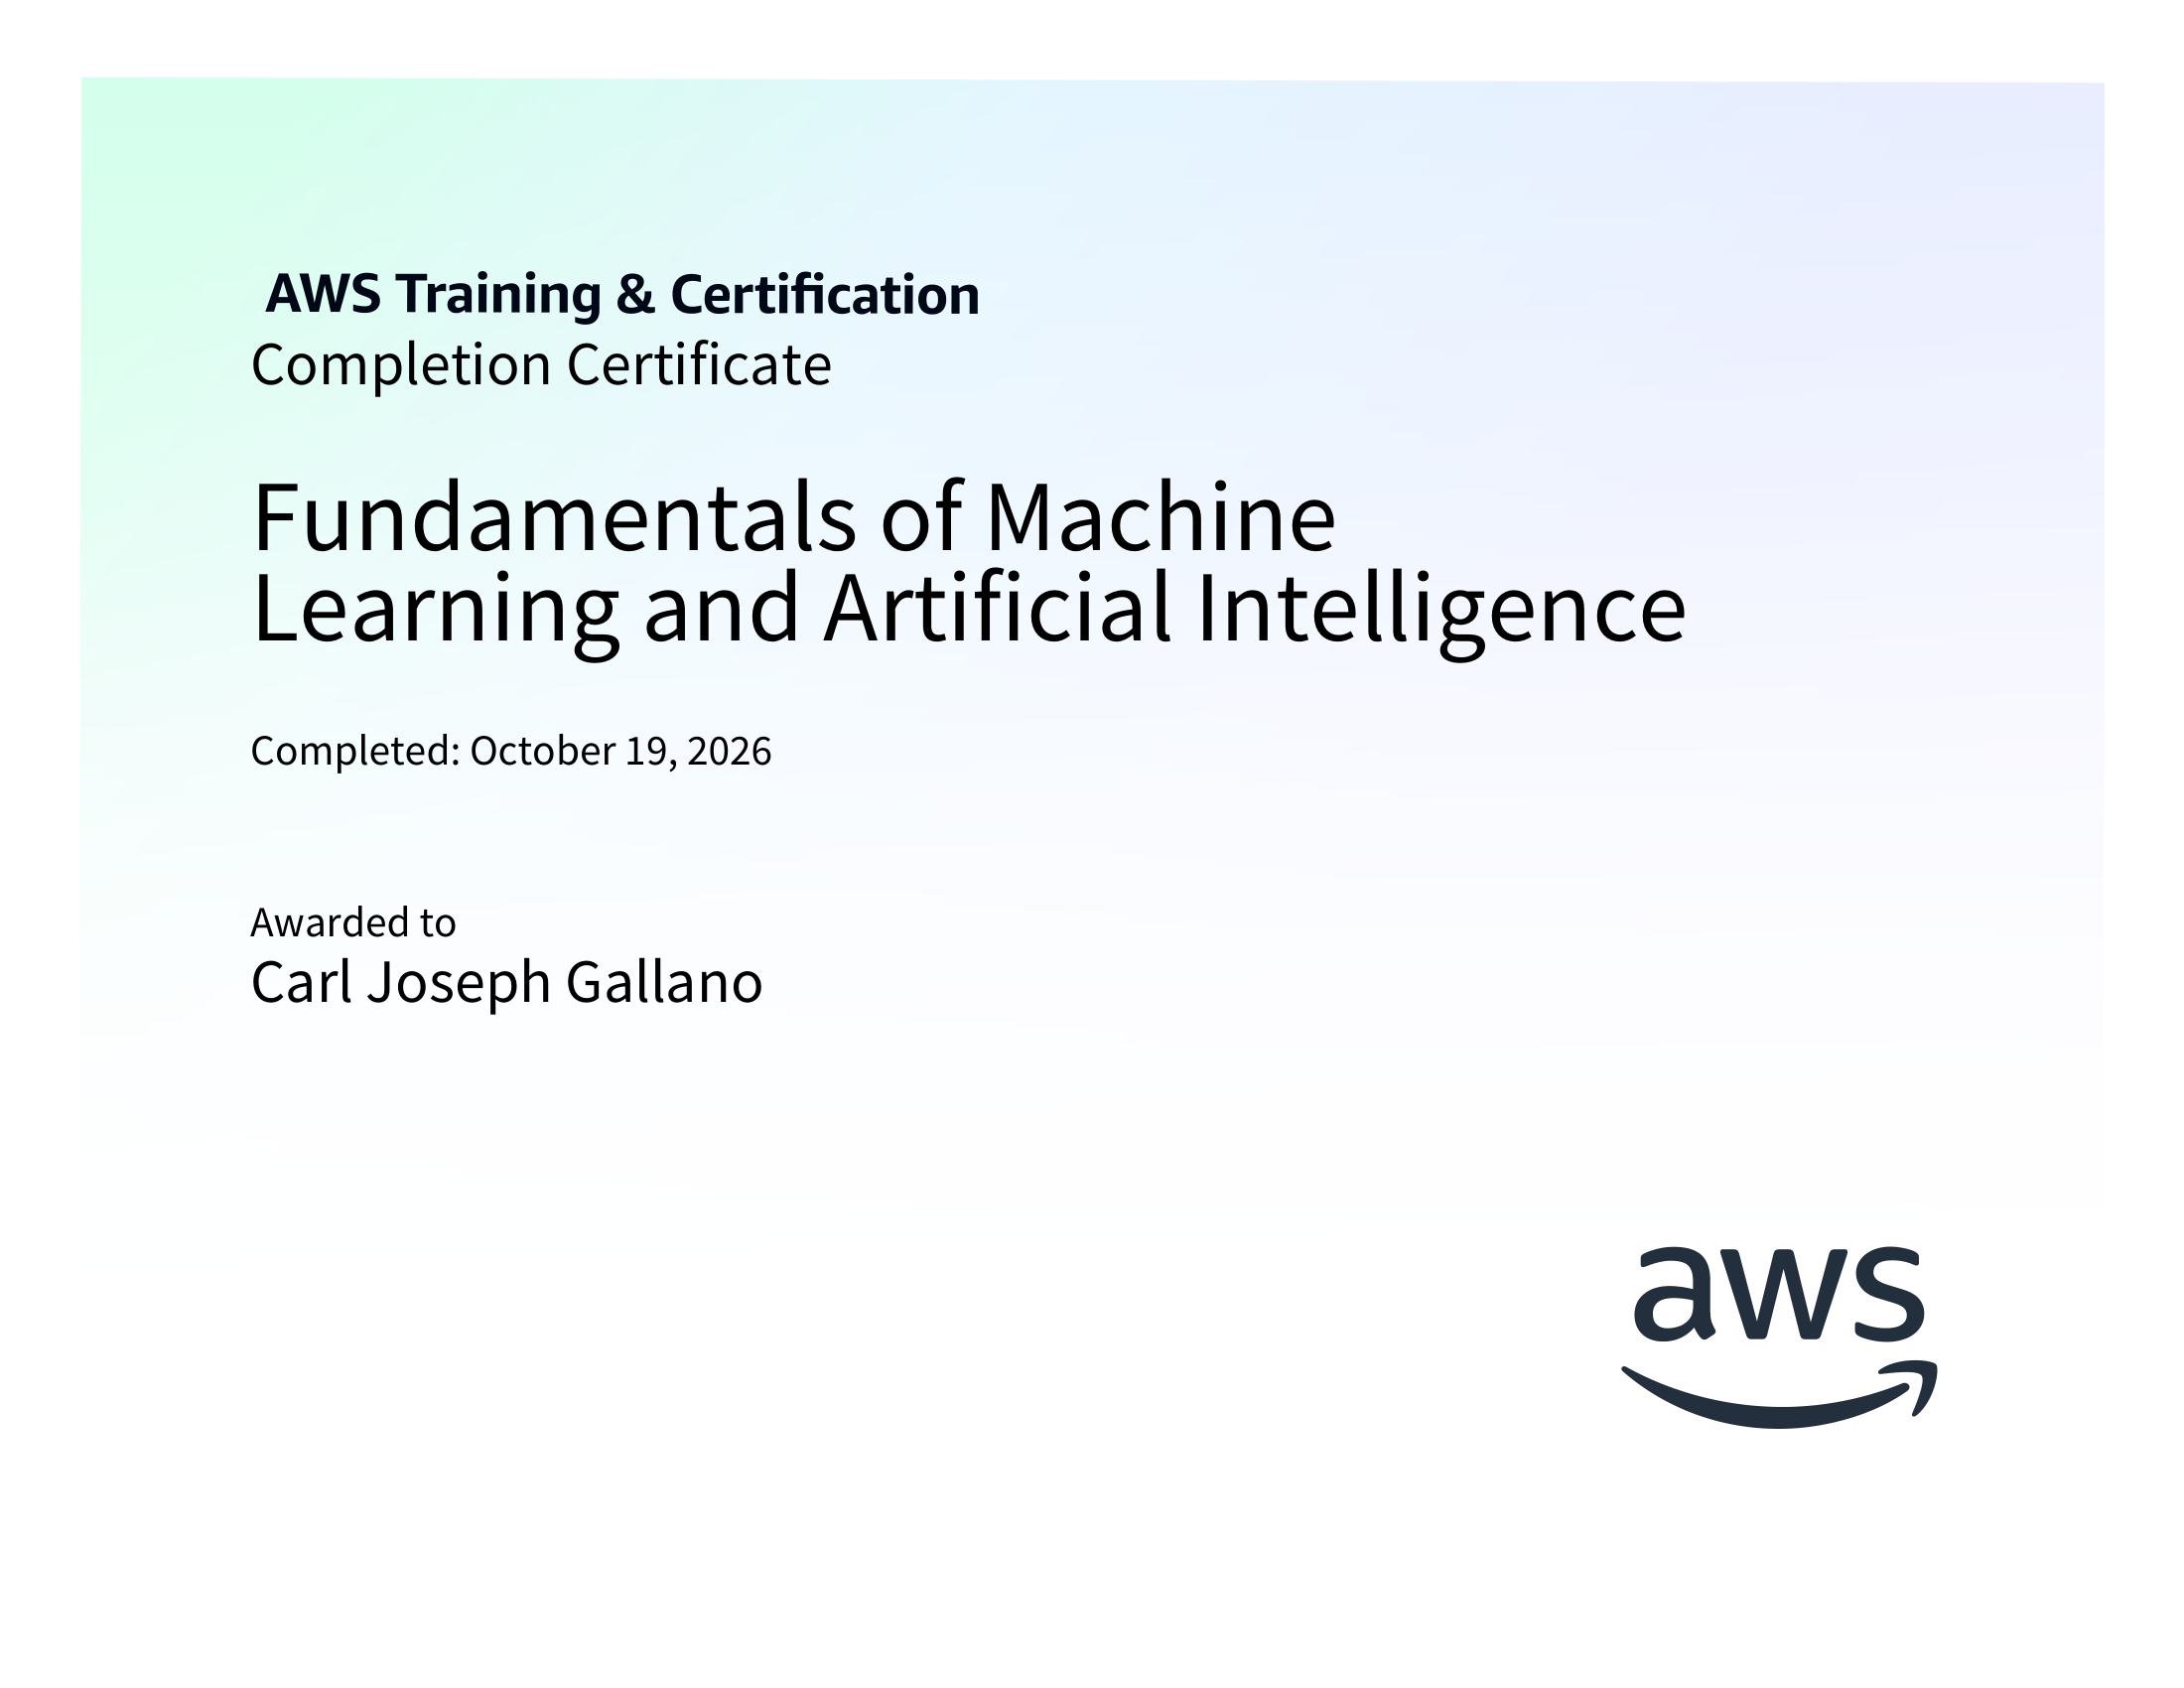 AWS Training & Certification
Completion Certificate
Fundamentals of Machine
Learning and Artificial Intelligence
Completed: October 19, 2026
Awarded to
Carl Joseph Gallano
aws